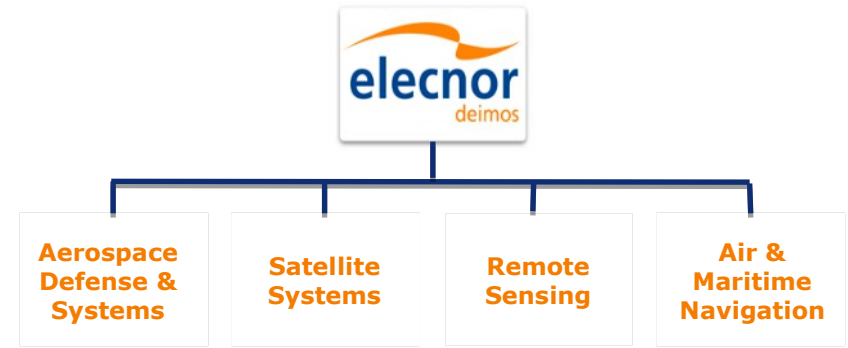 elecnor
deimos
Aerospace
Defense &
Systems
Satellite
Systems
Remote
Sensing
Air &
Maritime
Navigation